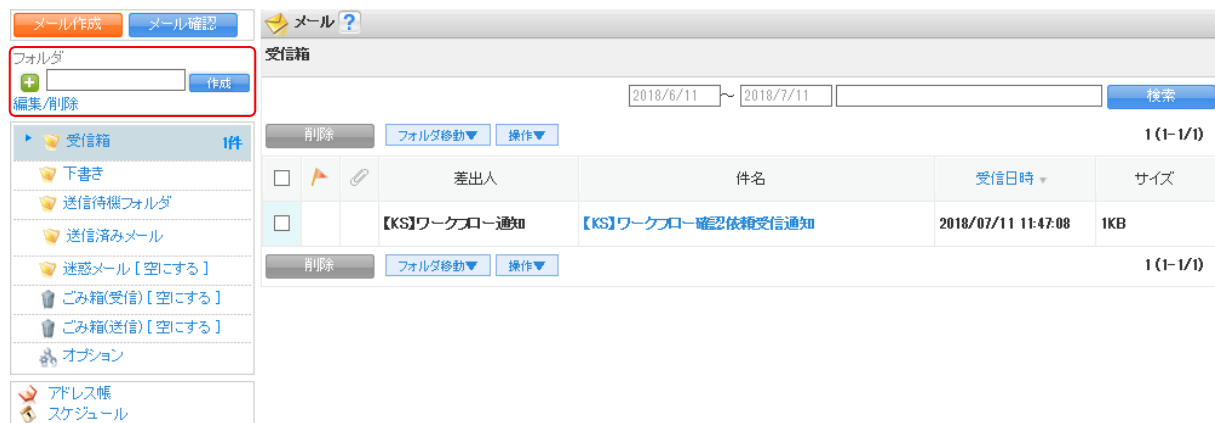 メール作成 メール確認
フォルダ
作成
編集/削除
受信箱 1件
下書き
送信待機フォルダ
送信済みメール
迷惑メール [ 空にする ]
ごみ箱(受信) [ 空にする ]
ごみ箱(送信) [ 空にする ]
オプション
アドレス帳
スケジュール
メール ?
受信箱
2018/6/11 ～ 2018/7/11 検索
削除 フォルダ移動▼ 操作▼ 1 (1-1/1)
差出人 件名 受信日時 ▼ サイズ
【KS】ワークフロー通知 【KS】ワークフロー確認依頼受信通知 2018/07/11 11:47:08 1KB
削除 フォルダ移動▼ 操作▼ 1 (1-1/1)